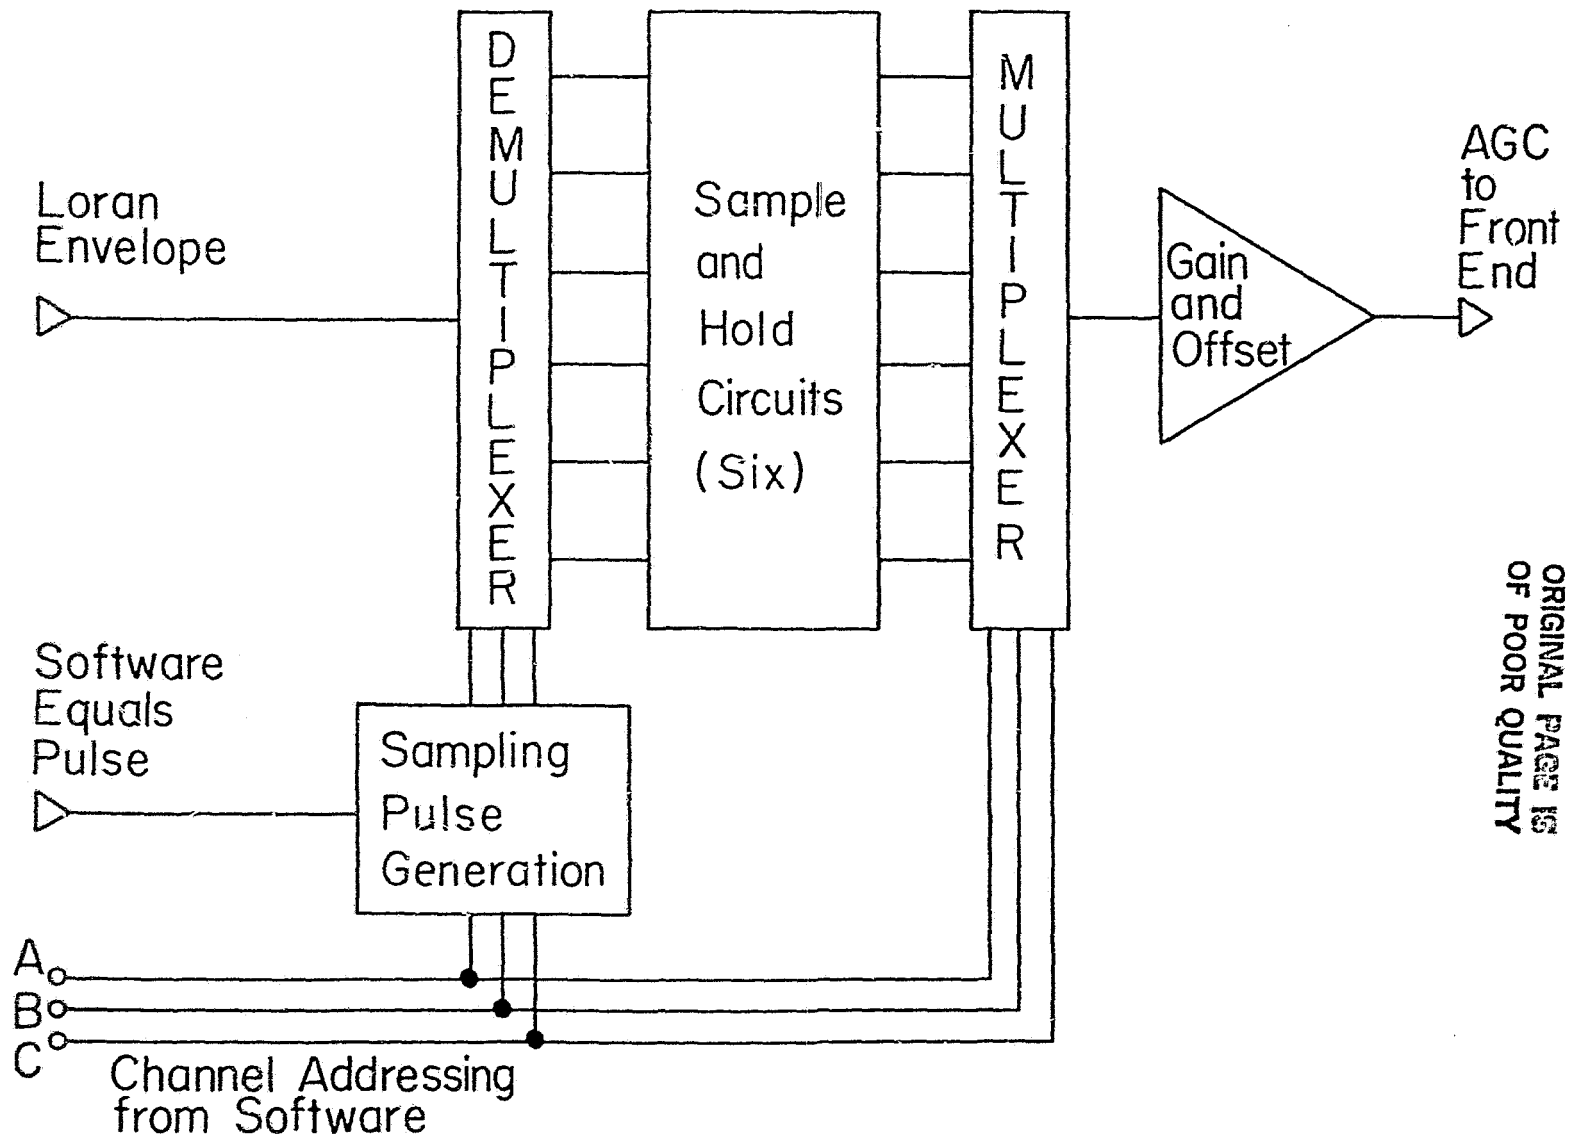 DEMULTIPLEXER
MULTIPLEXER
Loran
Envelope
Sample
and
Hold
Circuits
(Six)
Gain
and
Offset
AGC
to
Front
End
Software
Equals
Pulse
Sampling
Pulse
Generation
A
B
C
Channel Addressing
from Software
ORIGINAL PAGE IS
OF POOR QUALITY